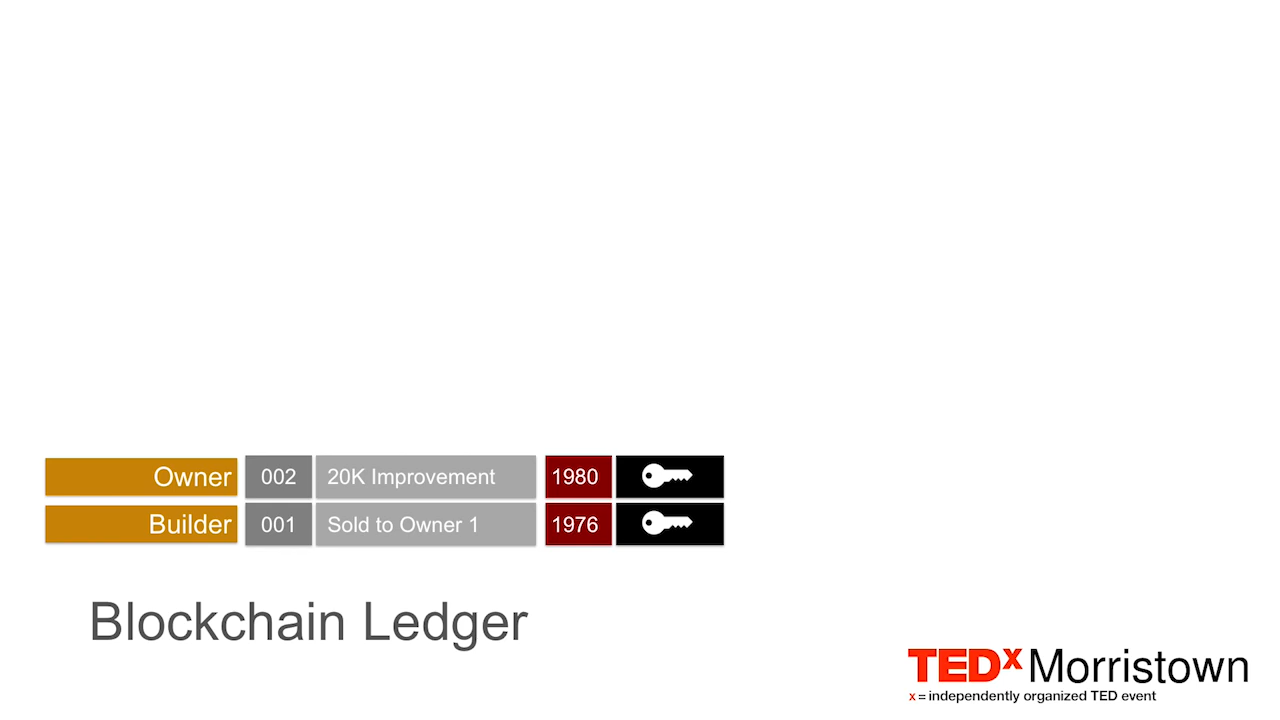 Owner 002 20K Improvement 1980
Builder 001 Sold to Owner 1 1976
Blockchain Ledger
TEDx Morristown
x = independently organized TED event